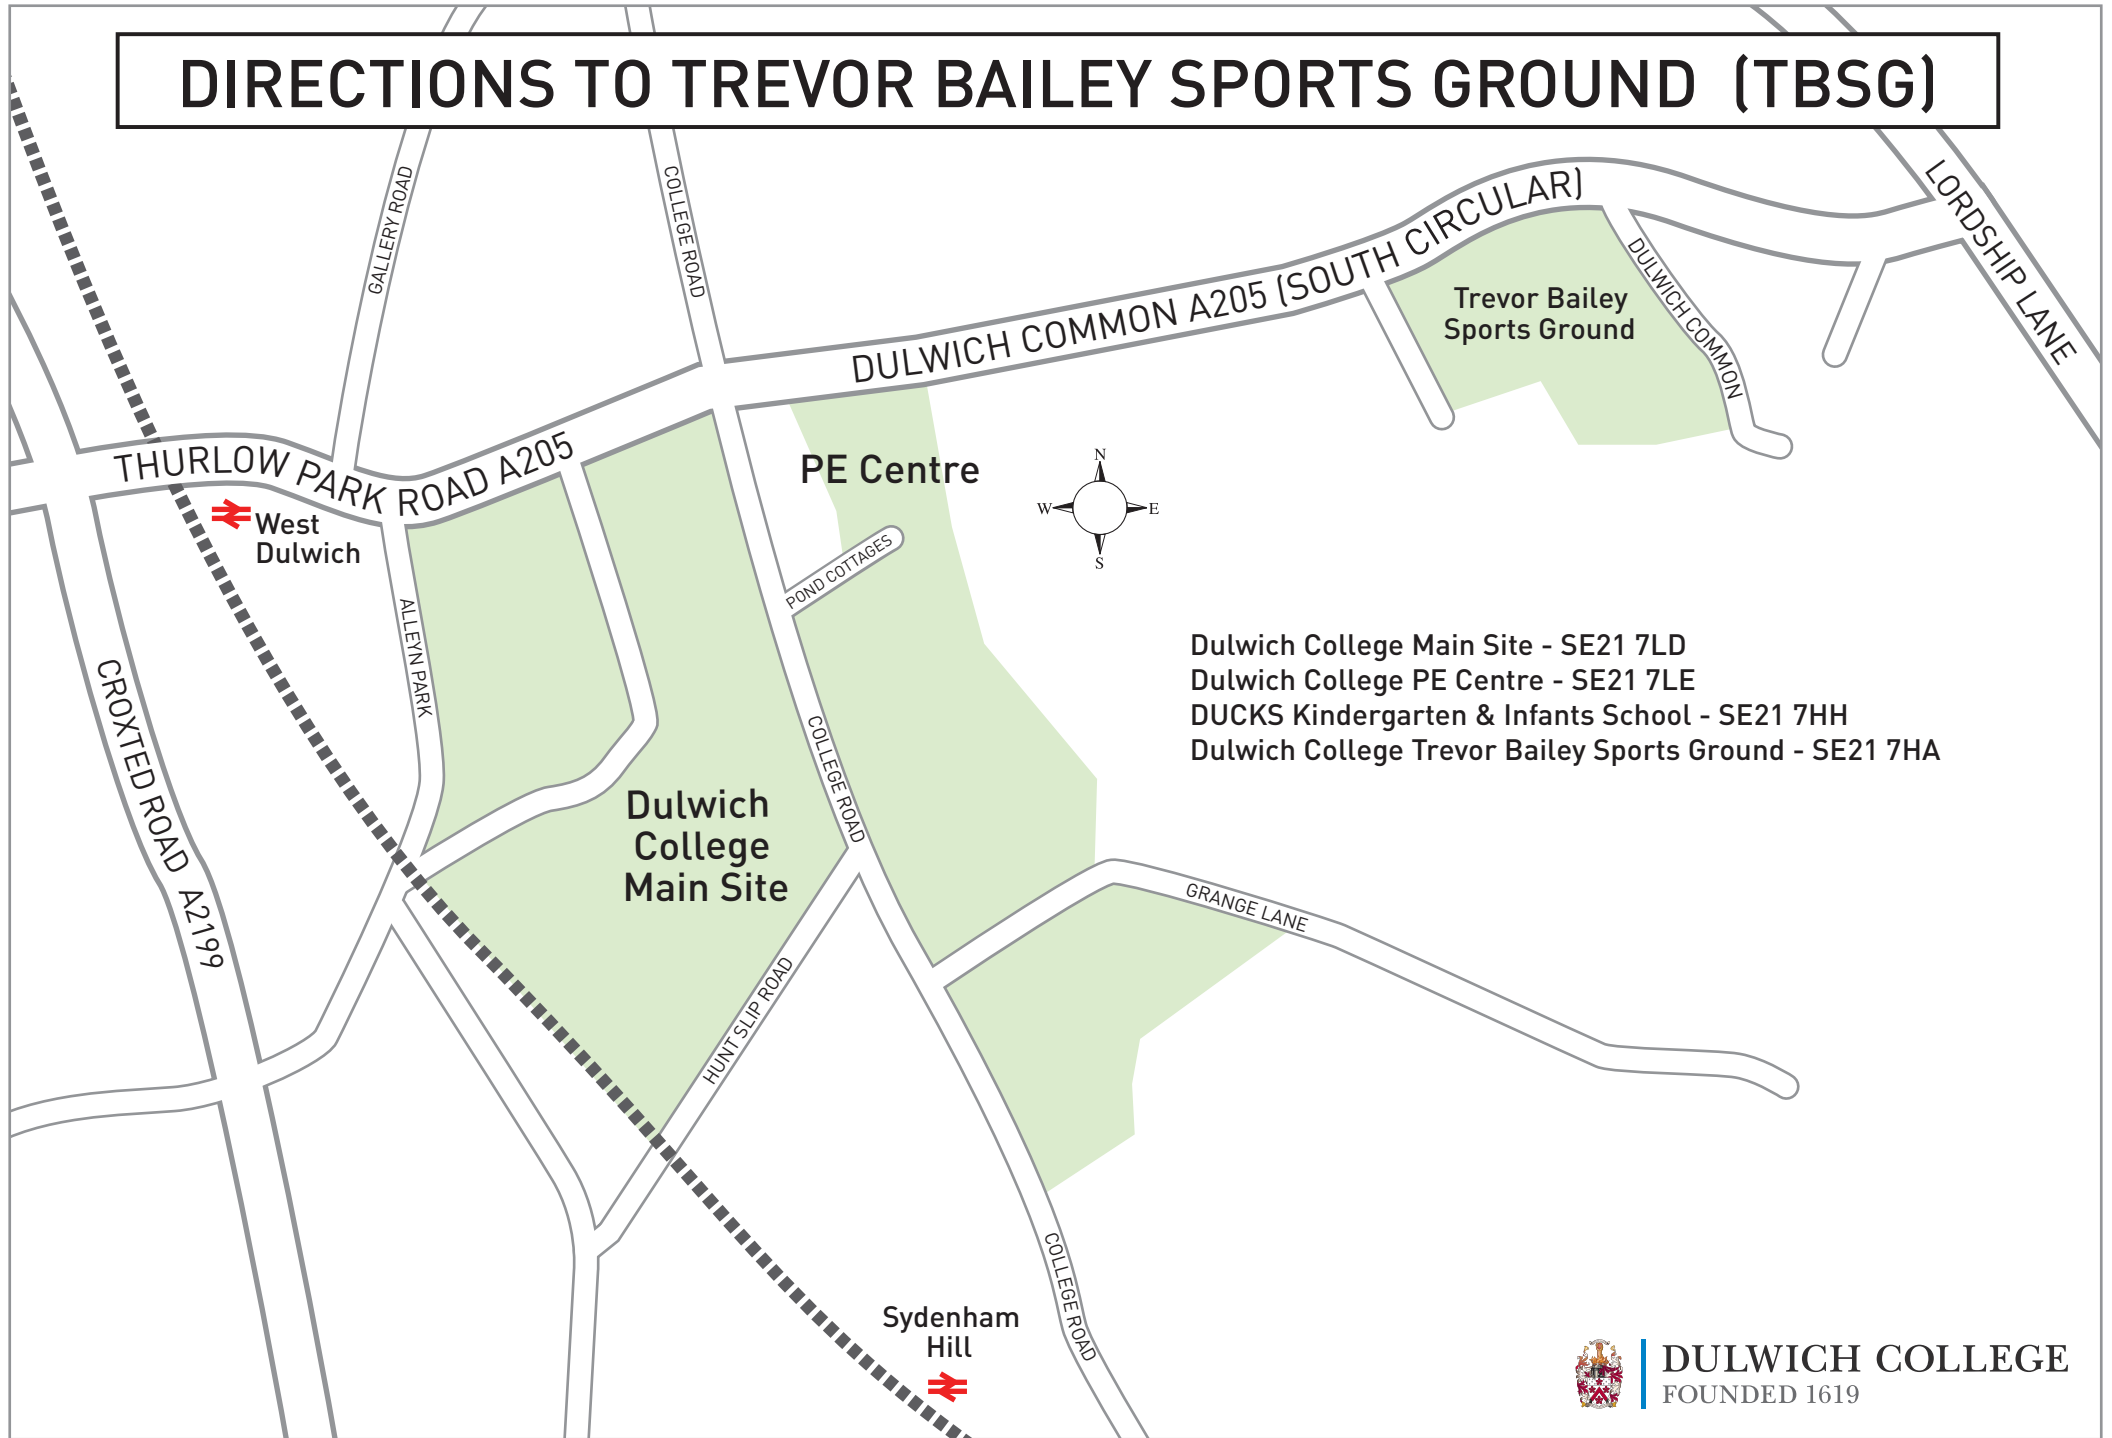 DIRECTIONS TO TREVOR BAILEY SPORTS GROUND (TBSG)
GALLERY ROAD
COLLEGE ROAD
LORDSHIP LANE
DULWICH COMMON A205 (SOUTH CIRCULAR)
Trevor Bailey
Sports Ground
DULWICH COMMON
THURLOW PARK ROAD A205
West
Dulwich
PE Centre
N
W
E
S
POND COTTAGES
ALLEYN PARK
CROXTED ROAD A2199
COLLEGE ROAD
Dulwich College Main Site - SE21 7LD
Dulwich College PE Centre - SE21 7LE
DUCKS Kindergarten & Infants School - SE21 7HH
Dulwich College Trevor Bailey Sports Ground - SE21 7HA
Dulwich
College
Main Site
GRANGE LANE
HUNT SLIP ROAD
COLLEGE ROAD
Sydenham
Hill
DULWICH COLLEGE
FOUNDED 1619